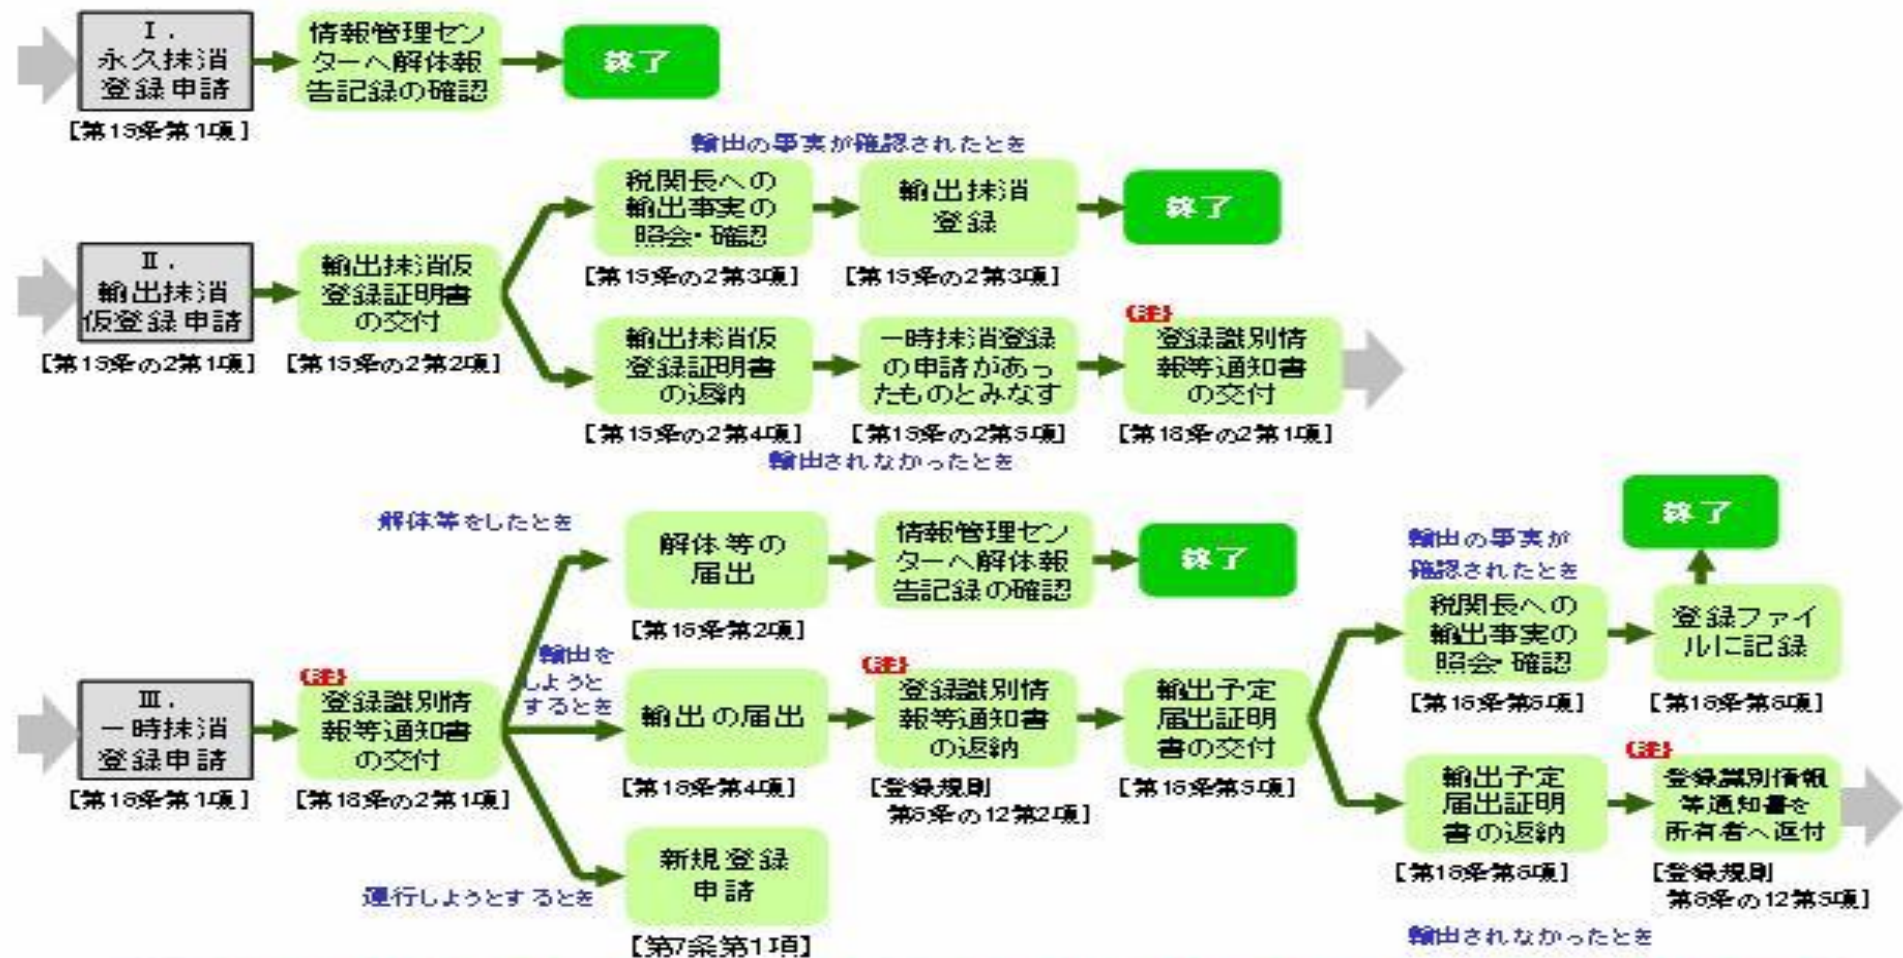 Ⅰ.
永久抹消
登録申請
[第15条第1項]
情報管理セン
ターへ解体報
告記録の確認
終了
輸出の事実が確認されたとき
Ⅱ.
輸出抹消
仮登録申請
[第15条の2第1項]
輸出抹消仮
登録証明書
の交付
[第15条の2第2項]
税関長への
輸出事実の
照会・確認
[第15条の2第3項]
輸出抹消
登録
[第15条の2第3項]
終了
輸出抹消仮
登録証明書
の返納
[第15条の2第4項]
一時抹消登録
の申請があっ
たものとみなす
[第15条の2第5項]
登録識別情
報等通知書
の交付
[第18条の2第1項]
輸出されなかったとき
Ⅲ.
一時抹消
登録申請
[第16条第1項]
登録識別情
報等通知書
の交付
[第18条の2第1項]
解体等をしたとき
解体等の
届出
[第16条第2項]
情報管理セン
ターへ解体報
告記録の確認
終了
輸出を
しようと
するとき
輸出の届出
[第16条第4項]
登録識別情
報等通知書
の返納
[登録規則
第6条の12第2項]
輸出予定
届出証明
書の交付
[第16条第5項]
輸出の事実が
確認されたとき
税関長への
輸出事実の
照会・確認
[第16条第6項]
登録ファイ
ルに記録
[第16条第6項]
終了
輸出予定
届出証明
書の返納
[第16条第6項]
登録識別情報
等通知書を
所有者へ返付
[登録規則
第6条の12第5項]
輸出されなかったとき
運行しようとするとき
新規登録
申請
[第7条第1項]